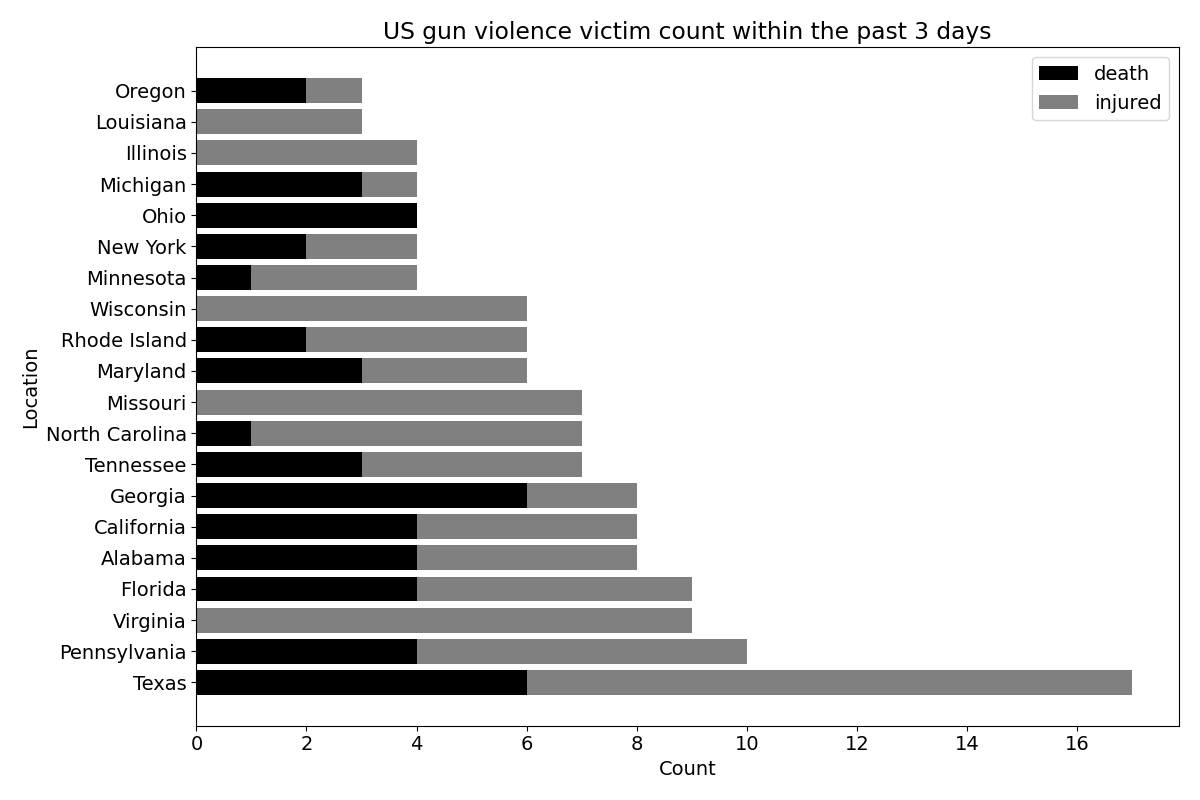 US gun violence victim count within the past 3 days
death
injured
Oregon
Louisiana
Illinois
Michigan
Ohio
New York
Minnesota
Wisconsin
Rhode Island
Maryland
Missouri
North Carolina
Tennessee
Georgia
California
Alabama
Florida
Virginia
Pennsylvania
Texas
Location
0 2 4 6 8 10 12 14 16
Count